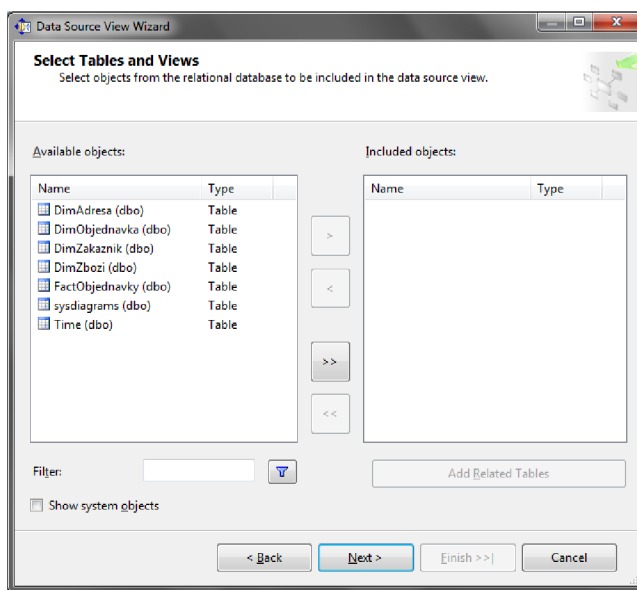 Data Source View Wizard
Select Tables and Views
Select objects from the relational database to be included in the data source view.
Available objects:
Included objects:
Name Type
Name Type
DimAdresa (dbo) Table
DimObjednavka (dbo) Table
DimZakaznik (dbo) Table
DimZbozi (dbo) Table
FactObjednavky (dbo) Table
sysdiagrams (dbo) Table
Time (dbo) Table
>
<
>>
<<
Filter:
Add Related Tables
Show system objects
< Back
Next >
Finish >>|
Cancel